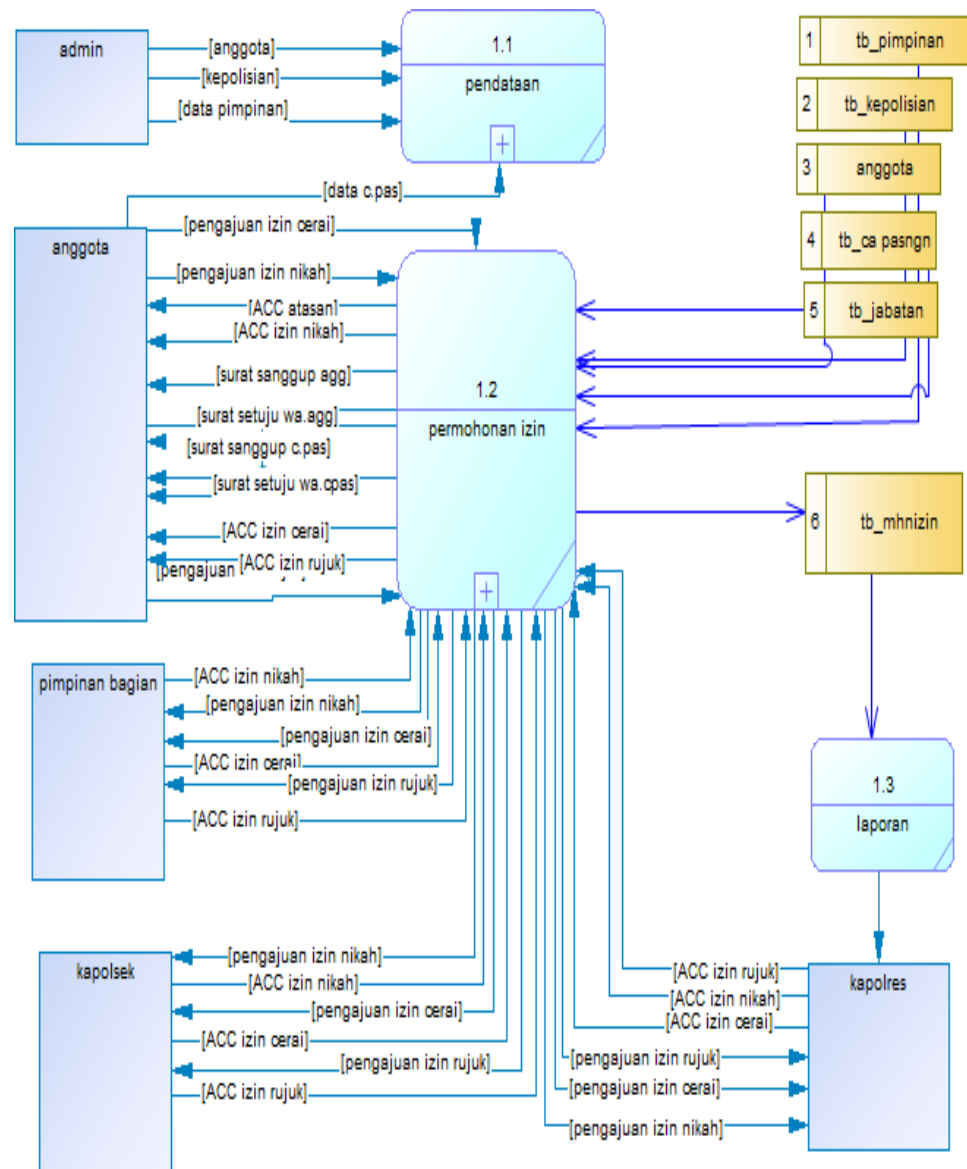 admin
[anggota]
[kepolisian]
[data pimpinan]
1.1
pendataan
1
tb_pimpinan
2
tb_kepolisian
3
anggota
4
tb_ca pasngn
5
tb_jabatan
[data c.pas]
anggota
[pengajuan izin cerai]
[pengajuan izin nikah]
[ACC atasan]
[ACC izin nikah]
[surat sanggup agg]
[surat setuju wa.agg]
[surat sanggup c.pas]
[surat setuju wa.cpas]
[ACC izin cerai]
[ACC izin rujuk]
[pengajuan
1.2
permohonan izin
6
tb_mhnizin
pimpinan bagian
[ACC izin nikah]
[pengajuan izin nikah]
[pengajuan izin cerai]
[ACC izin cerai]
[pengajuan izin rujuk]
[ACC izin rujuk]
1.3
laporan
kapolsek
[pengajuan izin nikah]
[ACC izin nikah]
[pengajuan izin cerai]
[ACC izin cerai]
[pengajuan izin rujuk]
[ACC izin rujuk]
[ACC izin rujuk]
[ACC izin nikah]
[ACC izin cerai]
[pengajuan izin rujuk]
[pengajuan izin cerai]
[pengajuan izin nikah]
kapolres